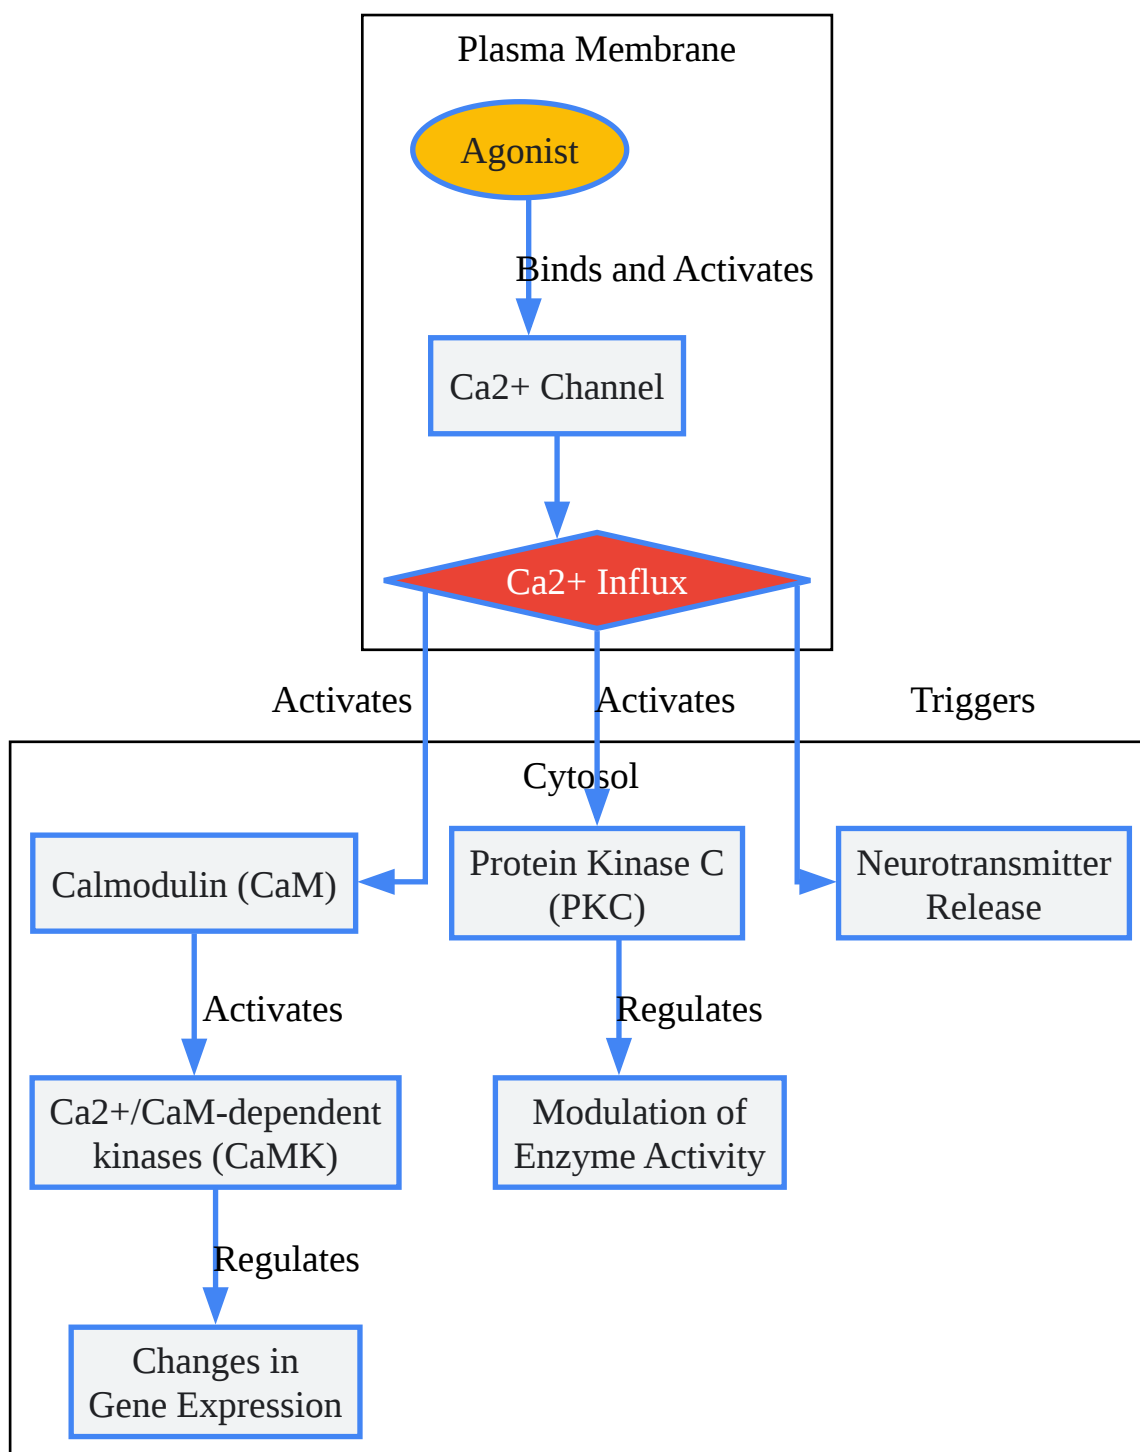 Plasma Membrane
Agonist
Binds and Activates
Ca2+ Channel
Ca2+ Influx
Activates
Activates
Triggers
Cytosol
Calmodulin (CaM)
Protein Kinase C
(PKC)
Neurotransmitter
Release
Activates
Regulates
Ca2+/CaM-dependent
kinases (CaMK)
Modulation of
Enzyme Activity
Regulates
Changes in
Gene Expression